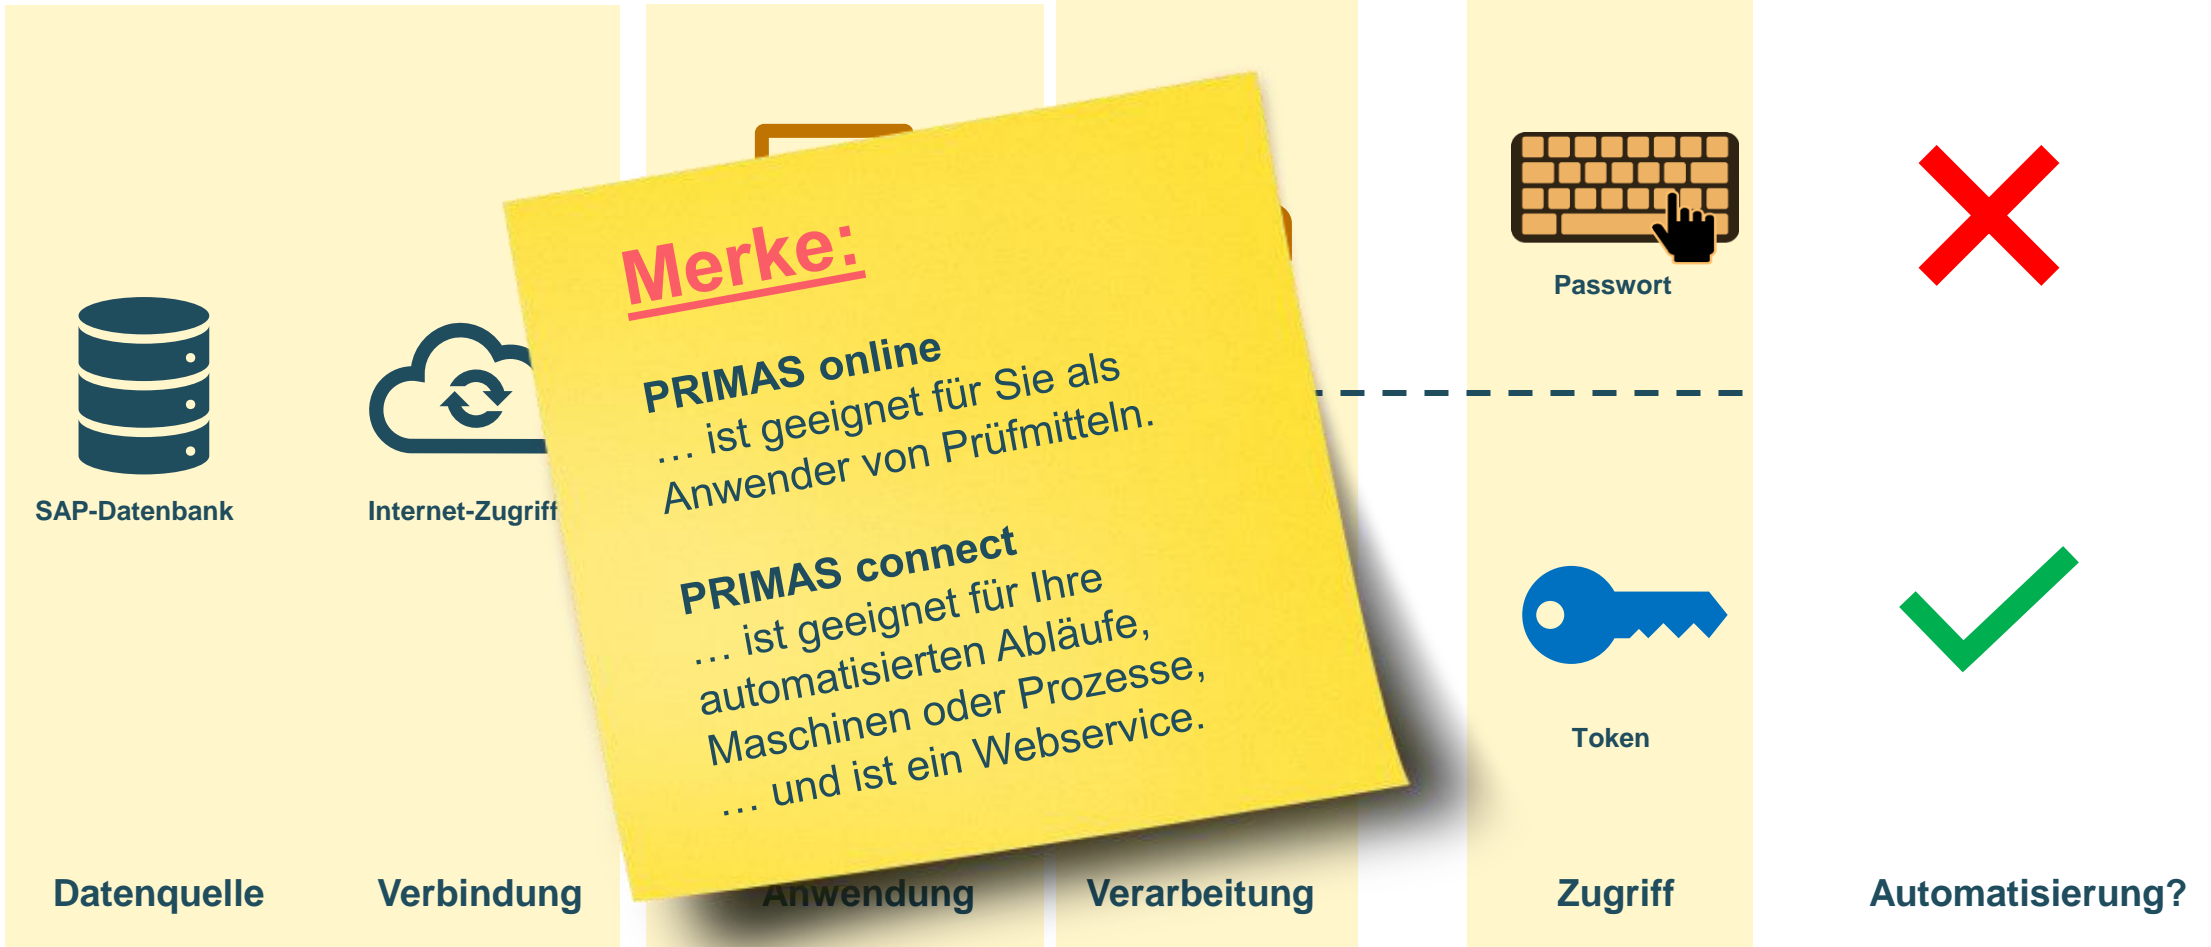 Merke:
PRIMAS online
… ist geeignet für Sie als
Anwender von Prüfmitteln.
PRIMAS connect
… ist geeignet für Ihre
automatisierten Abläufe,
Maschinen oder Prozesse,
… und ist ein Webservice.
SAP-Datenbank
Internet-Zugriff
Passwort
Token
Datenquelle
Verbindung
Anwendung
Verarbeitung
Zugriff
Automatisierung?